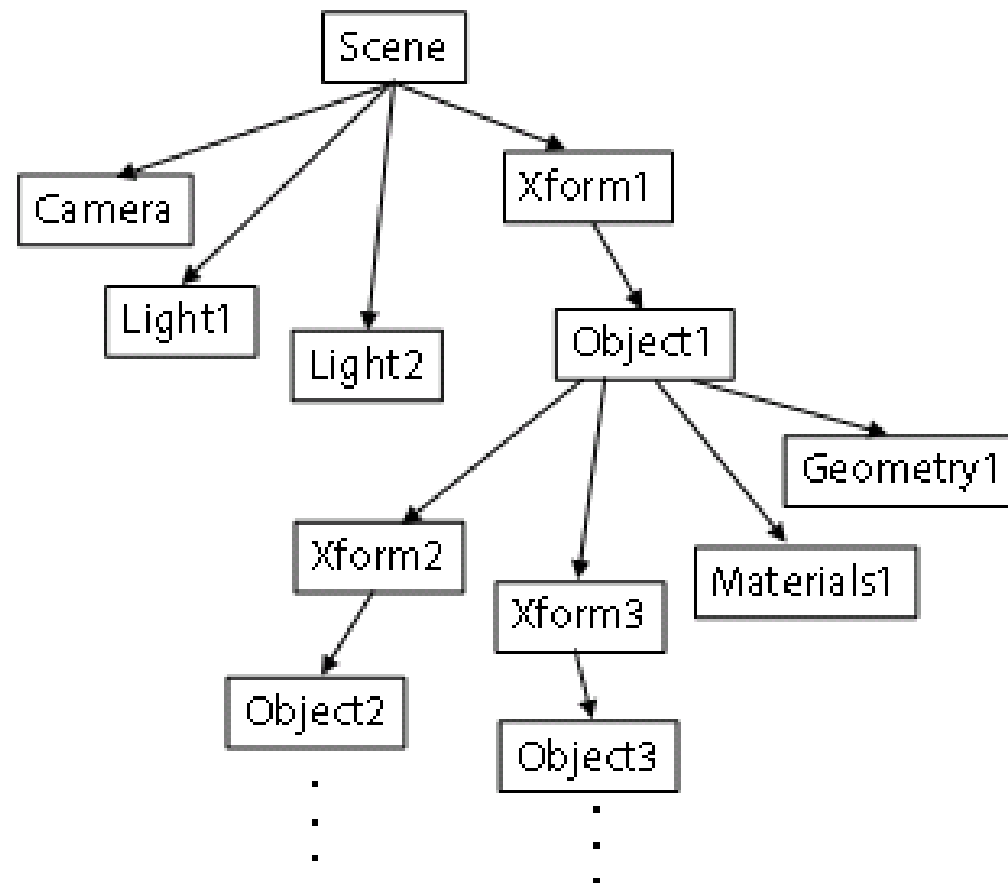 Scene
Camera
Xform1
Light1
Light2
Object1
Geometry1
Xform2
Xform3
Materials1
Object2
Object3